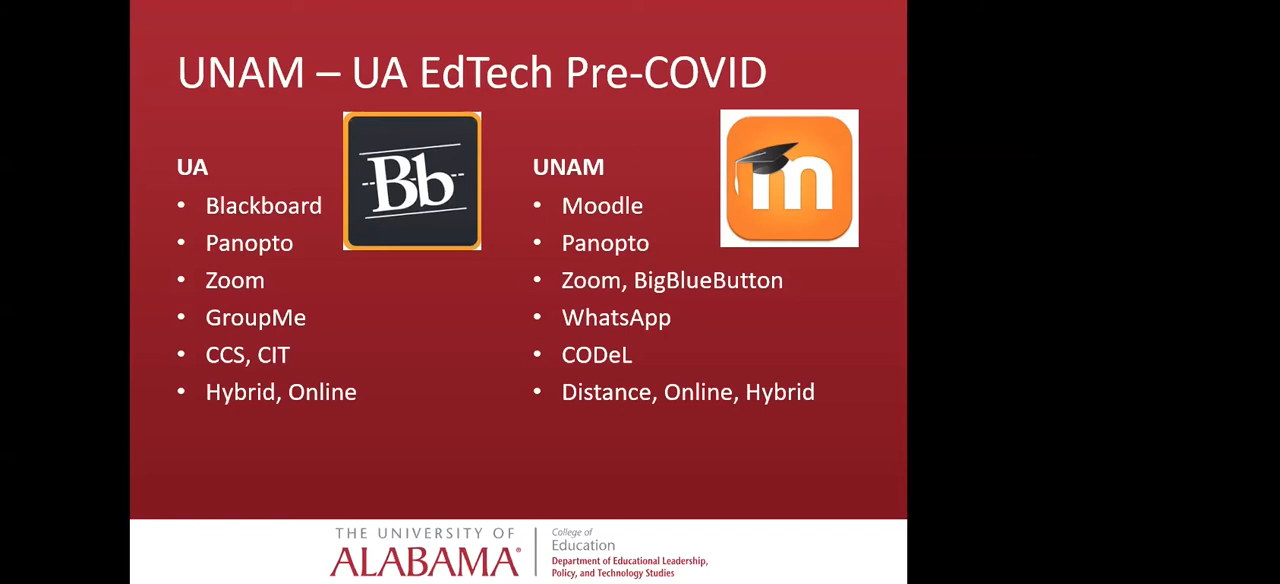 UNAM – UA EdTech Pre-COVID
UA
• Blackboard
• Panopto
• Zoom
• GroupMe
• CCS, CIT
• Hybrid, Online
Bb
UNAM
• Moodle
• Panopto
• Zoom, BigBlueButton
• WhatsApp
• CODeL
• Distance, Online, Hybrid
m
THE UNIVERSITY OF
ALABAMA®
College of
Education
Department of Educational Leadership,
Policy, and Technology Studies